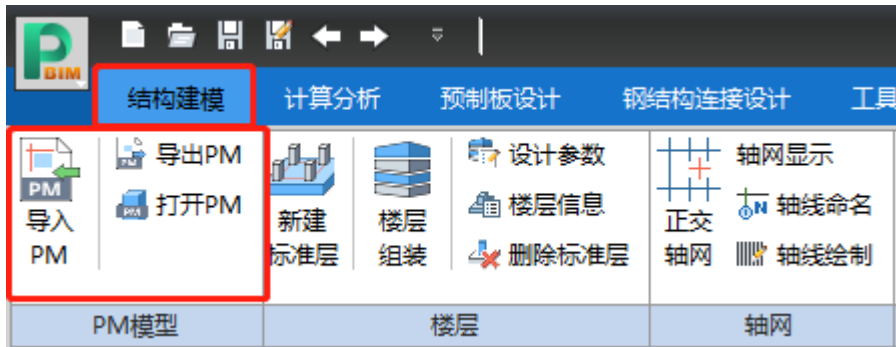 P
BIM
结构建模 计算分析 预制板设计 钢结构连接设计 工具
PM
导入
PM
导出PM
PM
打开PM
新建
标准层
楼层
组装
设计参数
楼层信息
删除标准层
正交
轴网
轴网显示
N 轴线命名
轴线绘制
PM模型 楼层 轴网